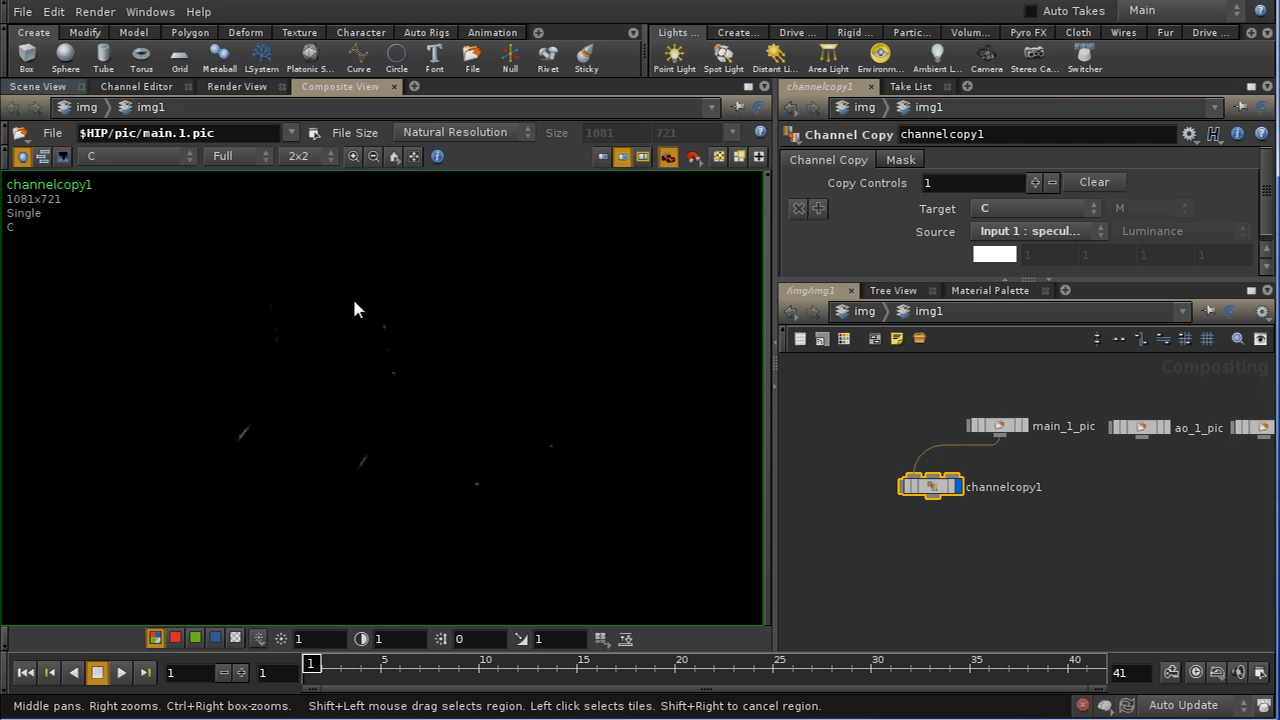 File Edit Render Windows Help Auto Takes Main
Create Modify Model Polygon Deform Texture Character Auto Rigs Animation Lights ... Create... Drive ... Rigid ... Partic... Volum... Pyro FX Cloth Wires Fur Drive ...
Box Sphere Tube Torus Grid Metaball LSystem Platonic S... Curve Circle Font File Null Rivet Sticky Point Light Spot Light Distant Li... Area Light Environm... Ambient L... Camera Stereo Ca... Switcher
Scene View Channel Editor Render View Composite View
img img1
File $HIP/pic/main.1.pic File Size Natural Resolution Size 1081 721
C Full 2x2
channelcopy1
1081x721
Single
C
channelcopy1 Take List
img img1
Channel Copy channelcopy1
Channel Copy Mask
Copy Controls 1 Clear
Target C M
Source Input 1 : specul... Luminance
1 1 1 1
/img/img1 Tree View Material Palette
img img1
Compositing
main_1_pic ao_1_pic
channelcopy1
1 1 0 1
1 1 1 5 10 15 20 25 30 35 40 41
Middle pans. Right zooms. Ctrl+Right box-zooms. Shift+Left mouse drag selects region. Left click selects tiles. Shift+Right to cancel region. Auto Update